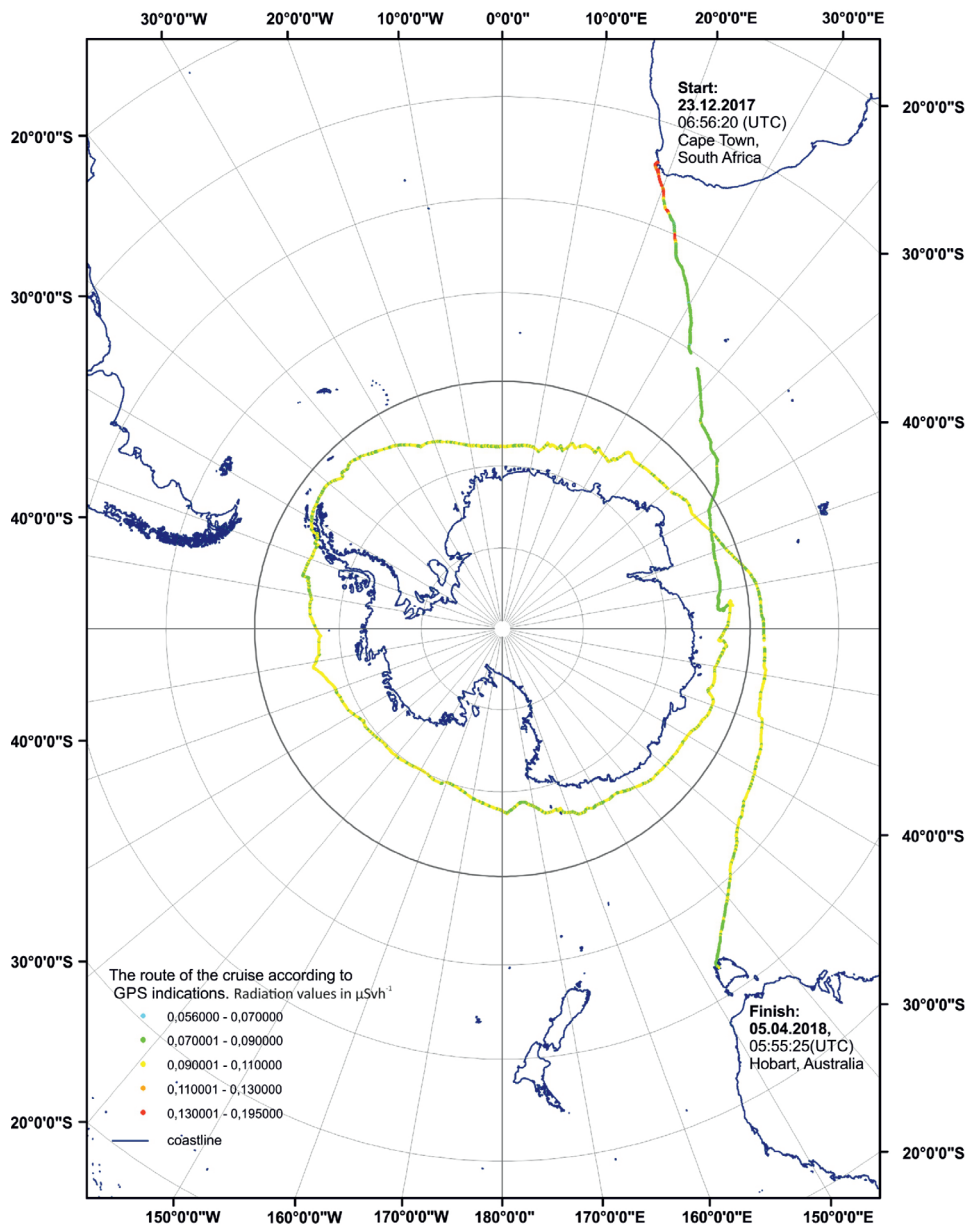 30°0'0"W 20°0'0"W 10°0'0"W 0°0'0" 10°0'0"E 20°0'0"E 30°0'0"E
Start:
23.12.2017
06:56:20 (UTC)
Cape Town,
South Africa
20°0'0"S
20°0'0"S
30°0'0"S
30°0'0"S
40°0'0"S
40°0'0"S
40°0'0"S
40°0'0"S
30°0'0"S
30°0'0"S
20°0'0"S
20°0'0"S
The route of the cruise according to
GPS indications. Radiation values in µSvh⁻¹
0,056000 - 0,070000
0,070001 - 0,090000
0,090001 - 0,110000
0,110001 - 0,130000
0,130001 - 0,195000
coastline
Finish:
05.04.2018,
05:55:25(UTC)
Hobart, Australia
150°0'0"W 160°0'0"W 170°0'0"W 180°0'0" 170°0'0"E 160°0'0"E 150°0'0"E